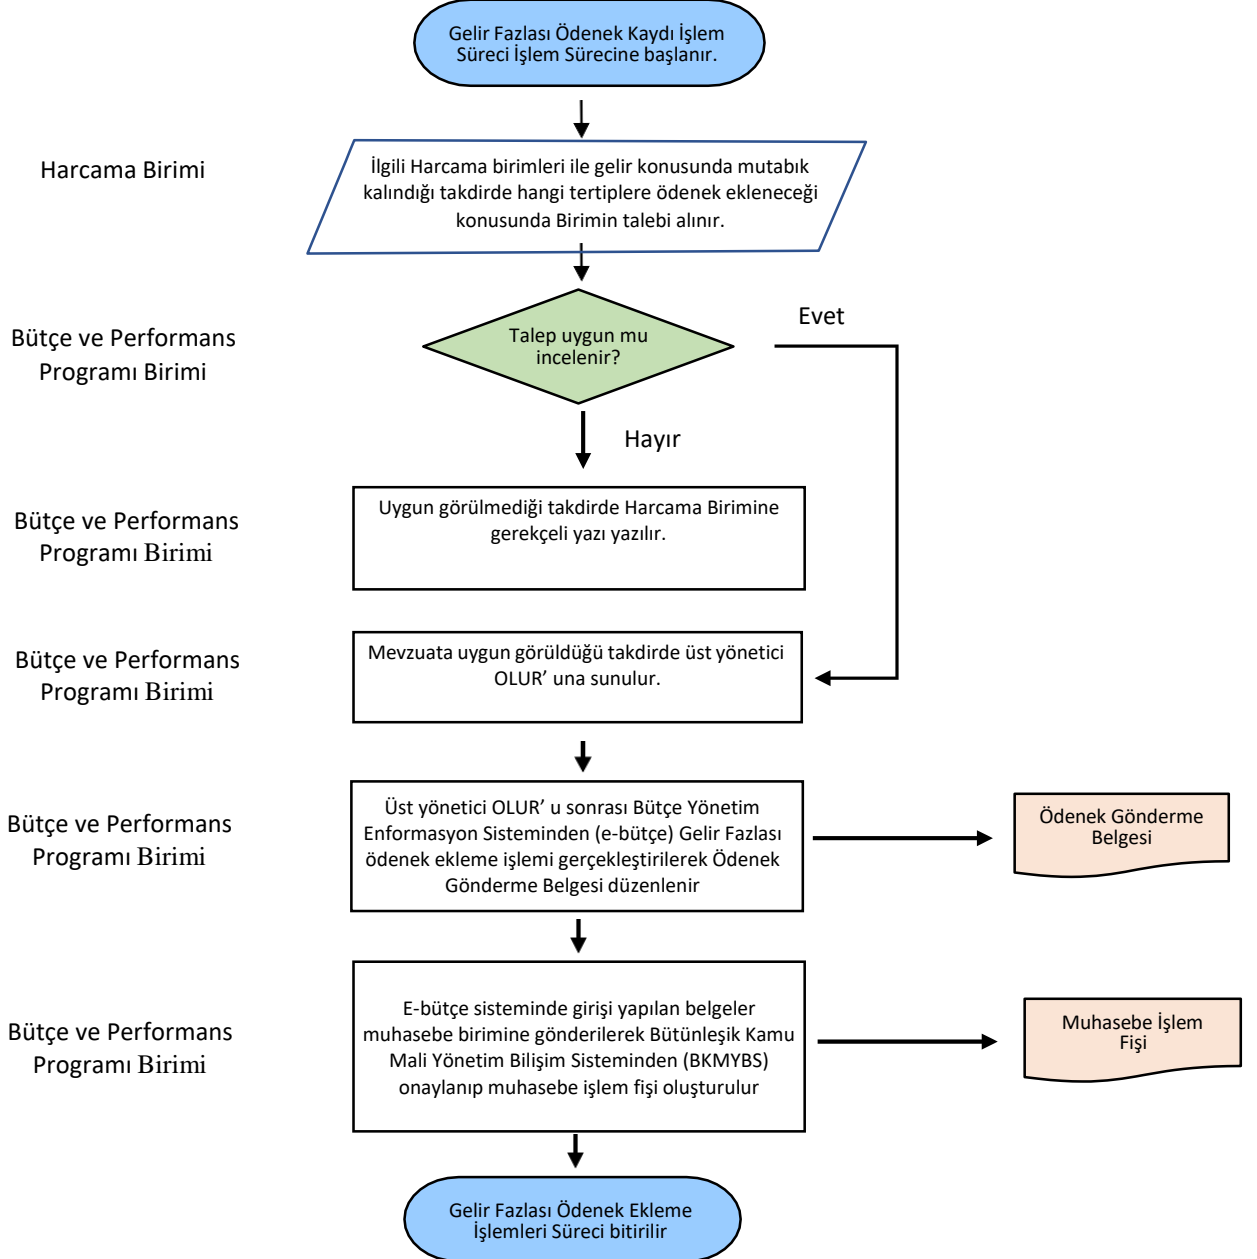 Gelir Fazlası Ödenek Kaydı İşlem
Süreci İşlem Sürecine başlanır.
Harcama Birimi
İlgili Harcama birimleri ile gelir konusunda mutabık
kalındığı takdirde hangi tertiplere ödenek ekleneceği
konusunda Birimin talebi alınır.
Bütçe ve Performans
Programı Birimi
Talep uygun mu
incelenir?
Evet
Hayır
Bütçe ve Performans
Programı Birimi
Uygun görülmediği takdirde Harcama Birimine
gerekçeli yazı yazılır.
Bütçe ve Performans
Programı Birimi
Mevzuata uygun görüldüğü takdirde üst yönetici
OLUR’ una sunulur.
Bütçe ve Performans
Programı Birimi
Üst yönetici OLUR’ u sonrası Bütçe Yönetim
Enformasyon Sisteminden (e-bütçe) Gelir Fazlası
ödenek ekleme işlemi gerçekleştirilerek Ödenek
Gönderme Belgesi düzenlenir
Ödenek Gönderme
Belgesi
Bütçe ve Performans
Programı Birimi
E-bütçe sisteminde girişi yapılan belgeler
muhasebe birimine gönderilerek Bütünleşik Kamu
Mali Yönetim Bilişim Sisteminden (BKMYBS)
onaylanıp muhasebe işlem fişi oluşturulur
Muhasebe İşlem
Fişi
Gelir Fazlası Ödenek Ekleme
İşlemleri Süreci bitirilir